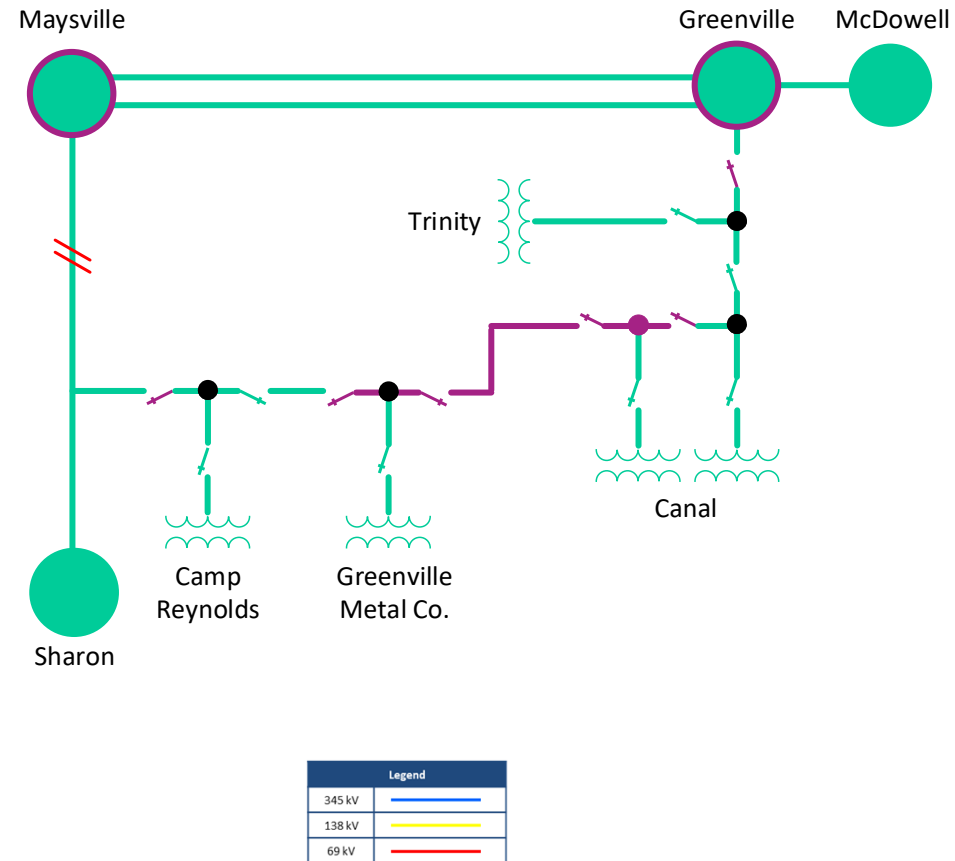 Maysville
Greenville
McDowell
Trinity
Canal
Camp
Reynolds
Greenville
Metal Co.
Sharon
Legend
345 kV
138 kV
69 kV